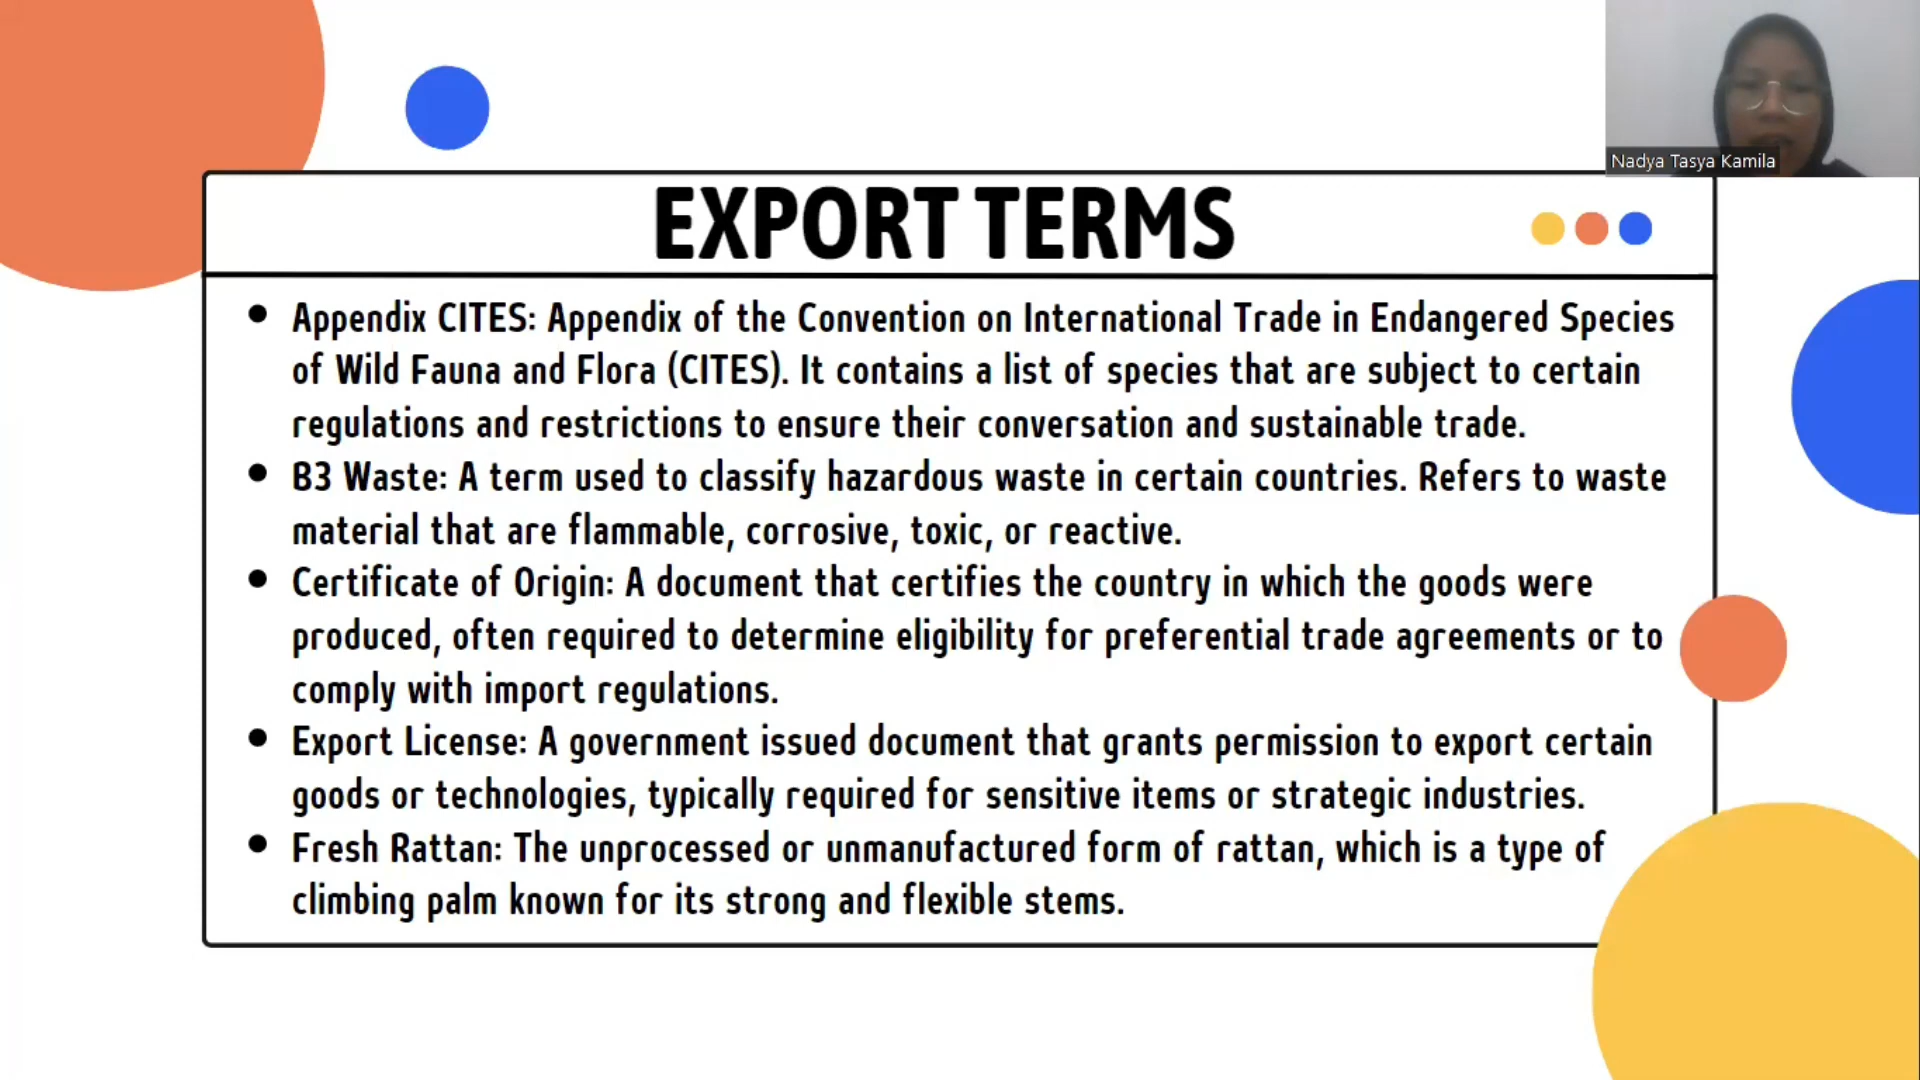 Nadya Tasya Kamila
EXPORT TERMS
• Appendix CITES: Appendix of the Convention on International Trade in Endangered Species
of Wild Fauna and Flora (CITES). It contains a list of species that are subject to certain
regulations and restrictions to ensure their conversation and sustainable trade.
• B3 Waste: A term used to classify hazardous waste in certain countries. Refers to waste
material that are flammable, corrosive, toxic, or reactive.
• Certificate of Origin: A document that certifies the country in which the goods were
produced, often required to determine eligibility for preferential trade agreements or to
comply with import regulations.
• Export License: A government issued document that grants permission to export certain
goods or technologies, typically required for sensitive items or strategic industries.
• Fresh Rattan: The unprocessed or unmanufactured form of rattan, which is a type of
climbing palm known for its strong and flexible stems.